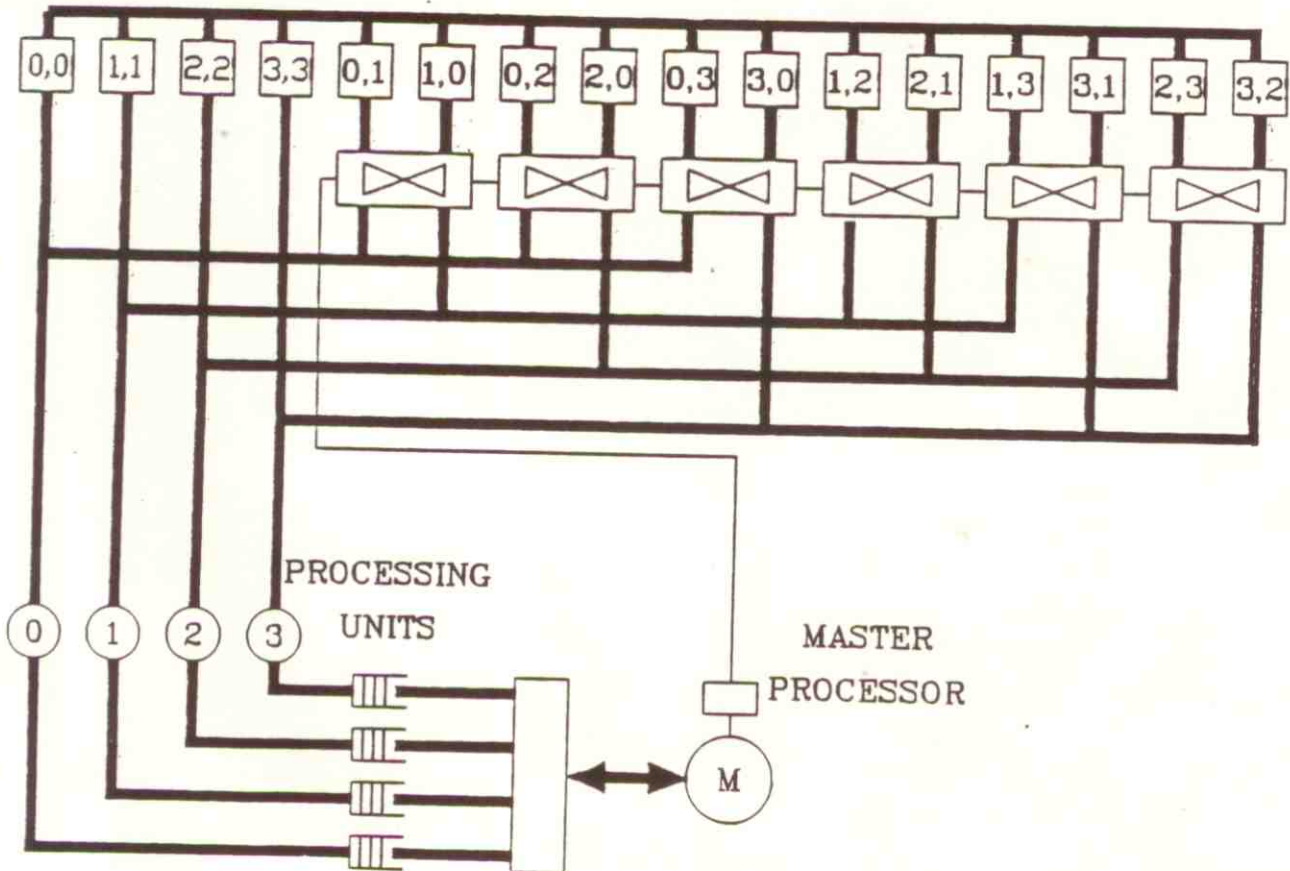 0,0 1,1 2,2 3,3 0,1 1,0 0,2 2,0 0,3 3,0 1,2 2,1 1,3 3,1 2,3 3,2
PROCESSING
UNITS
0 1 2 3
MASTER
PROCESSOR
M